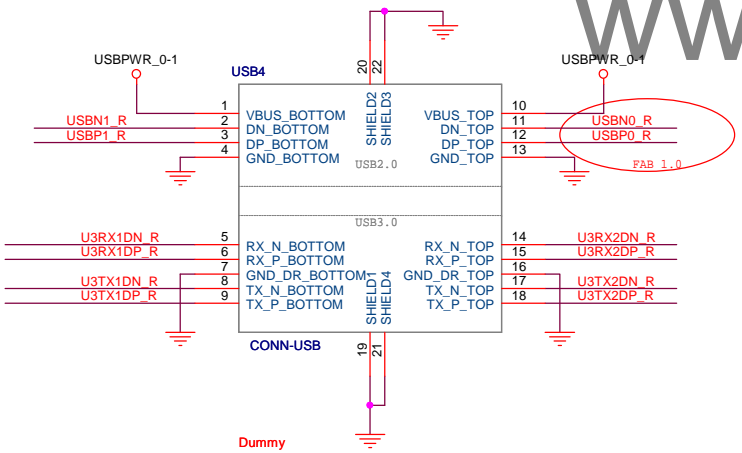 WW
USBPWR_0-1
USB4
20
22
USBPWR_0-1
SHIELD2
SHIELD3
1
VBUS_BOTTOM
VBUS_TOP
10
USBN1_R
2
DN_BOTTOM
DN_TOP
11
USBN0_R
USBP1_R
3
DP_BOTTOM
DP_TOP
12
USBP0_R
4
GND_BOTTOM
GND_TOP
13
USB2.0
FAB 1.0
USB3.0
U3RX1DN_R
5
RX_N_BOTTOM
RX_N_TOP
14
U3RX2DN_R
U3RX1DP_R
6
RX_P_BOTTOM
RX_P_TOP
15
U3RX2DP_R
7
GND_DR_BOTTOM
GND_DR_TOP
16
U3TX1DN_R
8
TX_N_BOTTOM
TX_N_TOP
17
U3TX2DN_R
U3TX1DP_R
9
TX_P_BOTTOM
TX_P_TOP
18
U3TX2DP_R
SHIELD1
SHIELD4
CONN-USB
19
21
Dummy